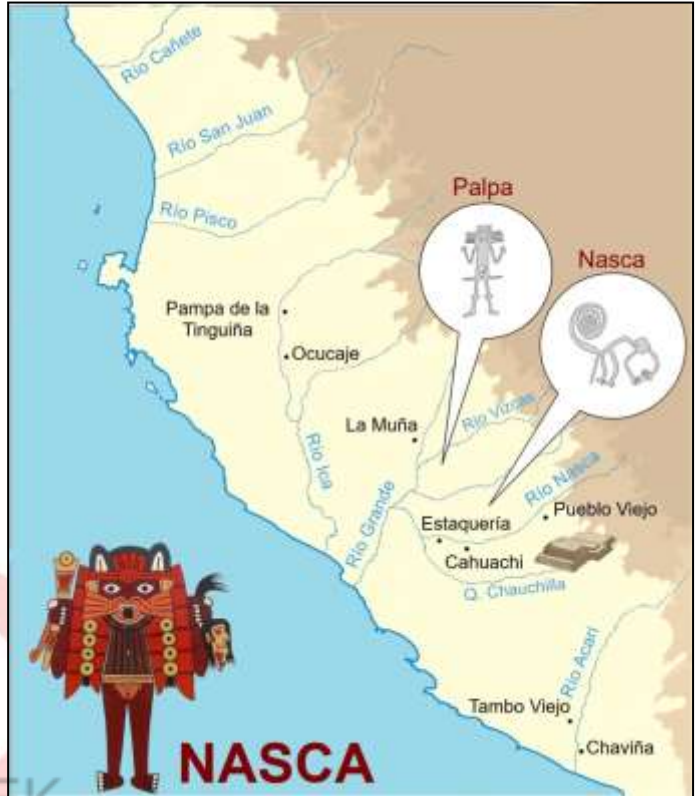 Río Cañete
Río San Juan
Río Pisco
Palpa
Nasca
Pampa de la
Tinguiña
Ocucaje
La Muña
Río Vizcas
Río Ica
Río Grande
Río Nasca
Estaquería
Pueblo Viejo
Cahuachi
Q. Chauchilla
Río Acarí
Tambo Viejo
Chaviña
NASCA